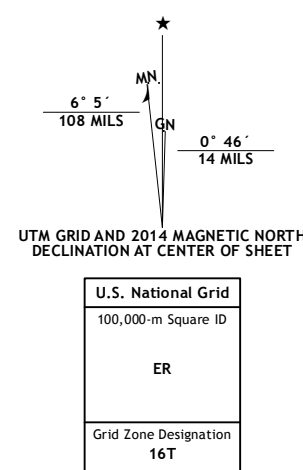 ★
MN
6° 5´
108 MILS
GN
0° 46´
14 MILS
UTM GRID AND 2014 MAGNETIC NORTH
DECLINATION AT CENTER OF SHEET
U.S. National Grid
100,000-m Square ID
ER
Grid Zone Designation
16T